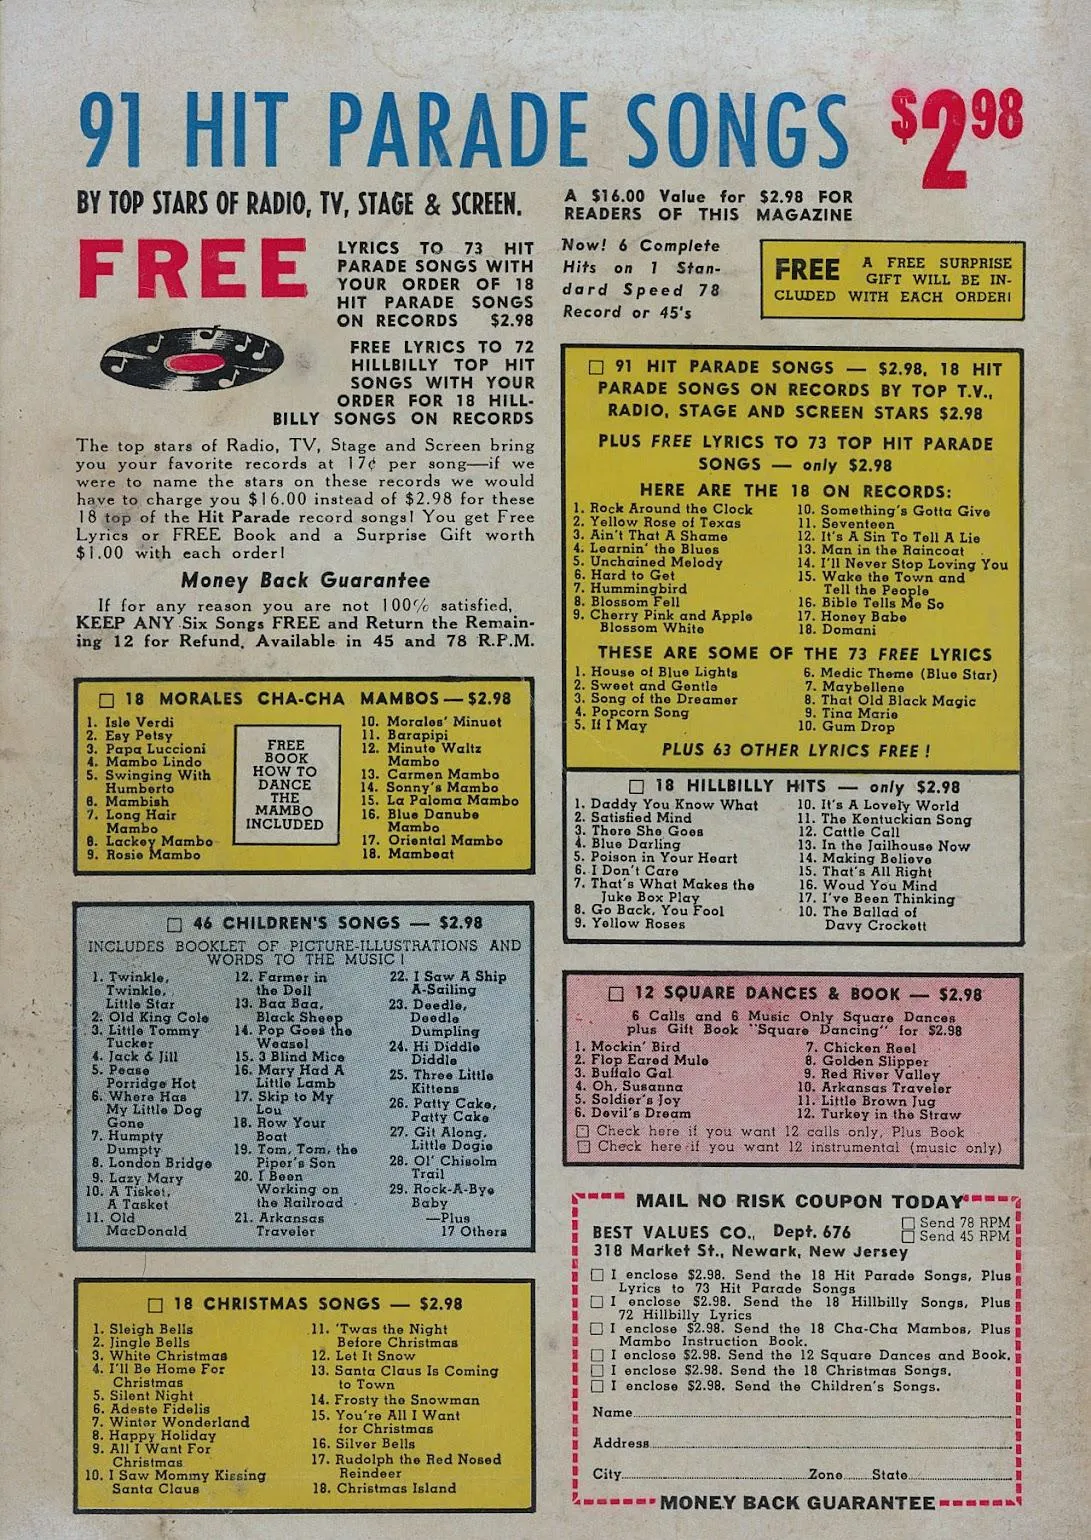 91 HIT PARADE SONGS $2.98
BY TOP STARS OF RADIO, TV, STAGE & SCREEN.
A $16.00 Value for $2.98 FOR
READERS OF THIS MAGAZINE
FREE
LYRICS TO 73 HIT
PARADE SONGS WITH
YOUR ORDER OF 18
HIT PARADE SONGS
ON RECORDS $2.98
FREE LYRICS TO 72
HILLBILLY TOP HIT
SONGS WITH YOUR
ORDER FOR 18 HILL-
BILLY SONGS ON RECORDS
Now! 6 Complete
Hits on 1 Stan-
dard Speed 78
Record or 45's
FREE A FREE SURPRISE
GIFT WILL BE IN-
CLUDED WITH EACH ORDER!
The top stars of Radio, TV, Stage and Screen bring
you your favorite records at 17¢ per song—if we
were to name the stars on these records we would
have to charge you $16.00 instead of $2.98 for these
18 top of the Hit Parade record songs! You get Free
Lyrics or FREE Book and a Surprise Gift worth
$1.00 with each order!
Money Back Guarantee
If for any reason you are not 100% satisfied,
KEEP ANY Six Songs FREE and Return the Remain-
ing 12 for Refund. Available in 45 and 78 R.P.M.
18 MORALES CHA-CHA MAMBOS—$2.98
1. Isle Verdi
2. Esy Petsy
3. Papa Luccioni
4. Mambo Lindo
5. Swinging With
Humberto
6. Mambish
7. Long Hair
Mambo
8. Lackey Mambo
9. Rosie Mambo
FREE
BOOK
HOW TO
DANCE
THE
MAMBO
INCLUDED
10. Morales' Minuet
11. Barapipi
12. Minute Waltz
Mambo
13. Carmen Mambo
14. Sonny's Mambo
15. La Paloma Mambo
16. Blue Danube
Mambo
17. Oriental Mambo
18. Mambeat
46 CHILDREN'S SONGS — $2.98
INCLUDES BOOKLET OF PICTURE-ILLUSTRATIONS AND
WORDS TO THE MUSIC!
1. Twinkle,
Twinkle,
Little Star
2. Old King Cole
3. Little Tommy
Tucker
4. Jack & Jill
5. Pease
Porridge Hot
6. Where Has
My Little Dog
Gone
7. Humpty
Dumpty
8. London Bridge
9. Lazy Mary
10. A Tisket,
A Tasket
11. Old
MacDonald
12. Farmer in
the Dell
13. Baa Baa,
Black Sheep
14. Pop Goes the
Weasel
15. 3 Blind Mice
16. Mary Had A
Little Lamb
17. Skip to My
Lou
18. Row Your
Boat
19. Tom, Tom, the
Piper's Son
20. I Been
Working on
the Railroad
21. Arkansas
Traveler
22. I Saw A Ship
A-Sailing
23. Deedle,
Deedle
Dumpling
24. Hi Diddle
Diddle
25. Three Little
Kittens
26. Patty Cake,
Patty Cake
27. Git Along,
Little Dogie
28. Ol' Chisolm
Trail
29. Rock-A-Bye
Baby
—Plus
17 Others
18 CHRISTMAS SONGS — $2.98
1. Sleigh Bells
2. Jingle Bells
3. White Christmas
4. I'll Be Home For
Christmas
5. Silent Night
6. Adeste Fidelis
7. Winter Wonderland
8. Happy Holiday
9. All I Want For
Christmas
10. I Saw Mommy Kissing
Santa Claus
11. 'Twas the Night
Before Christmas
12. Let It Snow
13. Santa Claus Is Coming
to Town
14. Frosty the Snowman
15. You're All I Want
for Christmas
16. Silver Bells
17. Rudolph the Red Nosed
Reindeer
18. Christmas Island
91 HIT PARADE SONGS — $2.98, 18 HIT
PARADE SONGS ON RECORDS BY TOP T.V.,
RADIO, STAGE AND SCREEN STARS $2.98
PLUS FREE LYRICS TO 73 TOP HIT PARADE
SONGS — only $2.98
HERE ARE THE 18 ON RECORDS:
1. Rock Around the Clock
2. Yellow Rose of Texas
3. Ain't That A Shame
4. Learnin' the Blues
5. Unchained Melody
6. Hard to Get
7. Hummingbird
8. Blossom Fell
9. Cherry Pink and Apple
Blossom White
10. Something's Gotta Give
11. Seventeen
12. It's A Sin To Tell A Lie
13. Man in the Raincoat
14. I'll Never Stop Loving You
15. Wake the Town and
Tell the People
16. Bible Tells Me So
17. Honey Babe
18. Domani
THESE ARE SOME OF THE 73 FREE LYRICS
1. House of Blue Lights
2. Sweet and Gentle
3. Song of the Dreamer
4. Popcorn Song
5. If I May
6. Medic Theme (Blue Star)
7. Maybellene
8. That Old Black Magic
9. Tina Marie
10. Gum Drop
PLUS 63 OTHER LYRICS FREE!
18 HILLBILLY HITS — only $2.98
1. Daddy You Know What
2. Satisfied Mind
3. There She Goes
4. Blue Darling
5. Poison in Your Heart
6. I Don't Care
7. That's What Makes the
Juke Box Play
8. Go Back, You Fool
9. Yellow Roses
10. It's A Lovely World
11. The Kentuckian Song
12. Cattle Call
13. In the Jailhouse Now
14. Making Believe
15. That's All Right
16. Woud You Mind
17. I've Been Thinking
10. The Ballad of
Davy Crockett
12 SQUARE DANCES & BOOK — $2.98
6 Calls and 6 Music Only Square Dances
plus Gift Book "Square Dancing" for $2.98
1. Mockin' Bird
2. Flop Eared Mule
3. Buffalo Gal
4. Oh, Susanna
5. Soldier's Joy
6. Devil's Dream
7. Chicken Reel
8. Golden Slipper
9. Red River Valley
10. Arkansas Traveler
11. Little Brown Jug
12. Turkey in the Straw
Check here if you want 12 calls only, Plus Book
Check here if you want 12 instrumental (music only)
MAIL NO RISK COUPON TODAY
BEST VALUES CO., Dept. 676
318 Market St., Newark, New Jersey
Send 78 RPM
Send 45 RPM
I enclose $2.98. Send the 18 Hit Parade Songs, Plus
Lyrics to 73 Hit Parade Songs
I enclose $2.98. Send the 18 Hillbilly Songs, Plus
72 Hillbilly Lyrics
I enclose $2.98. Send the 18 Cha-Cha Mambos, Plus
Mambo Instruction Book.
I enclose $2.98. Send the 12 Square Dances and Book.
I enclose $2.98. Send the 18 Christmas Songs.
I enclose $2.98. Send the Children's Songs.
Name
Address
City Zone State
MONEY BACK GUARANTEE